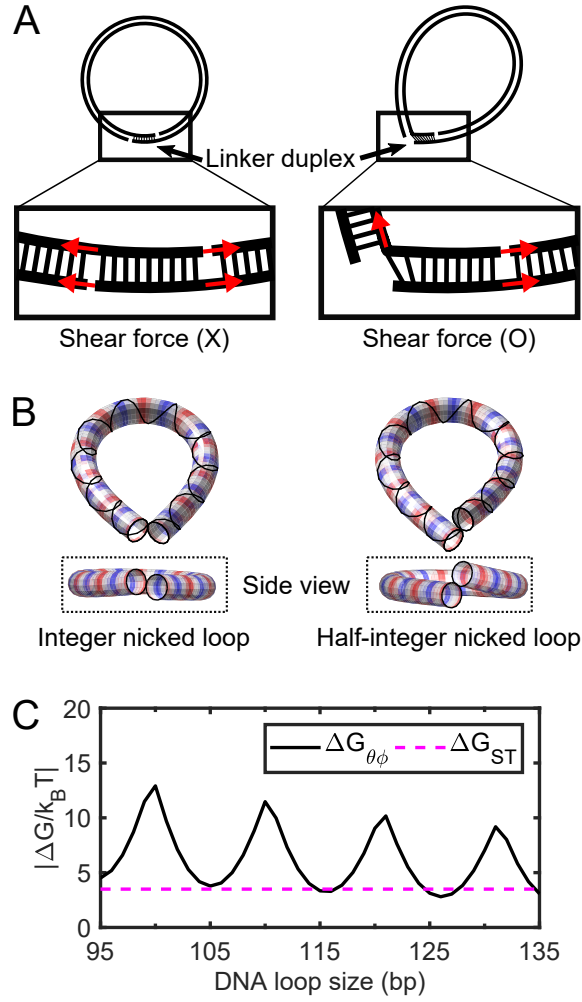 A
Linker duplex
Shear force (X)
Shear force (O)
B
Side view
Integer nicked loop
Half-integer nicked loop
C
|ΔG/k_BT|
20
15
10
5
0
ΔG_θϕ
ΔG_ST
95
105
115
125
135
DNA loop size (bp)